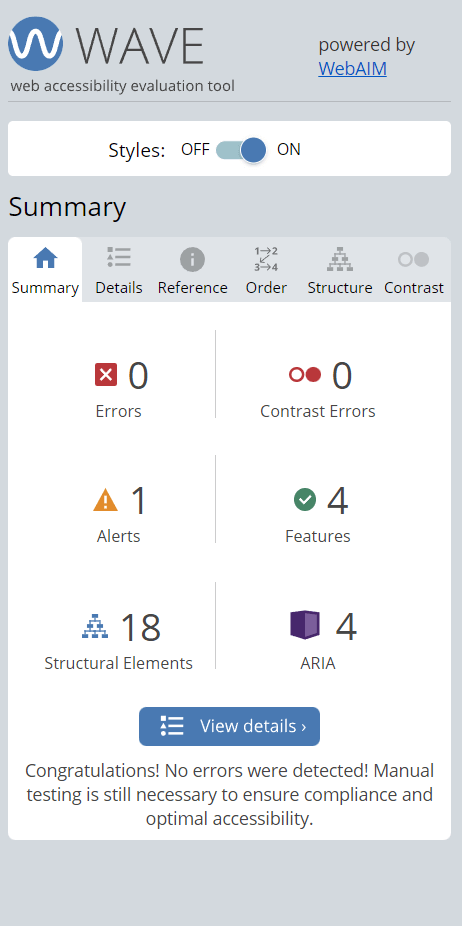 WAVE
web accessibility evaluation tool
powered by
WebAIM
Styles: OFF ON
Summary
Summary Details Reference Order Structure Contrast
1 2
3 4
0
Errors
0
Contrast Errors
1
Alerts
4
Features
18
Structural Elements
4
ARIA
View details ›
Congratulations! No errors were detected! Manual
testing is still necessary to ensure compliance and
optimal accessibility.